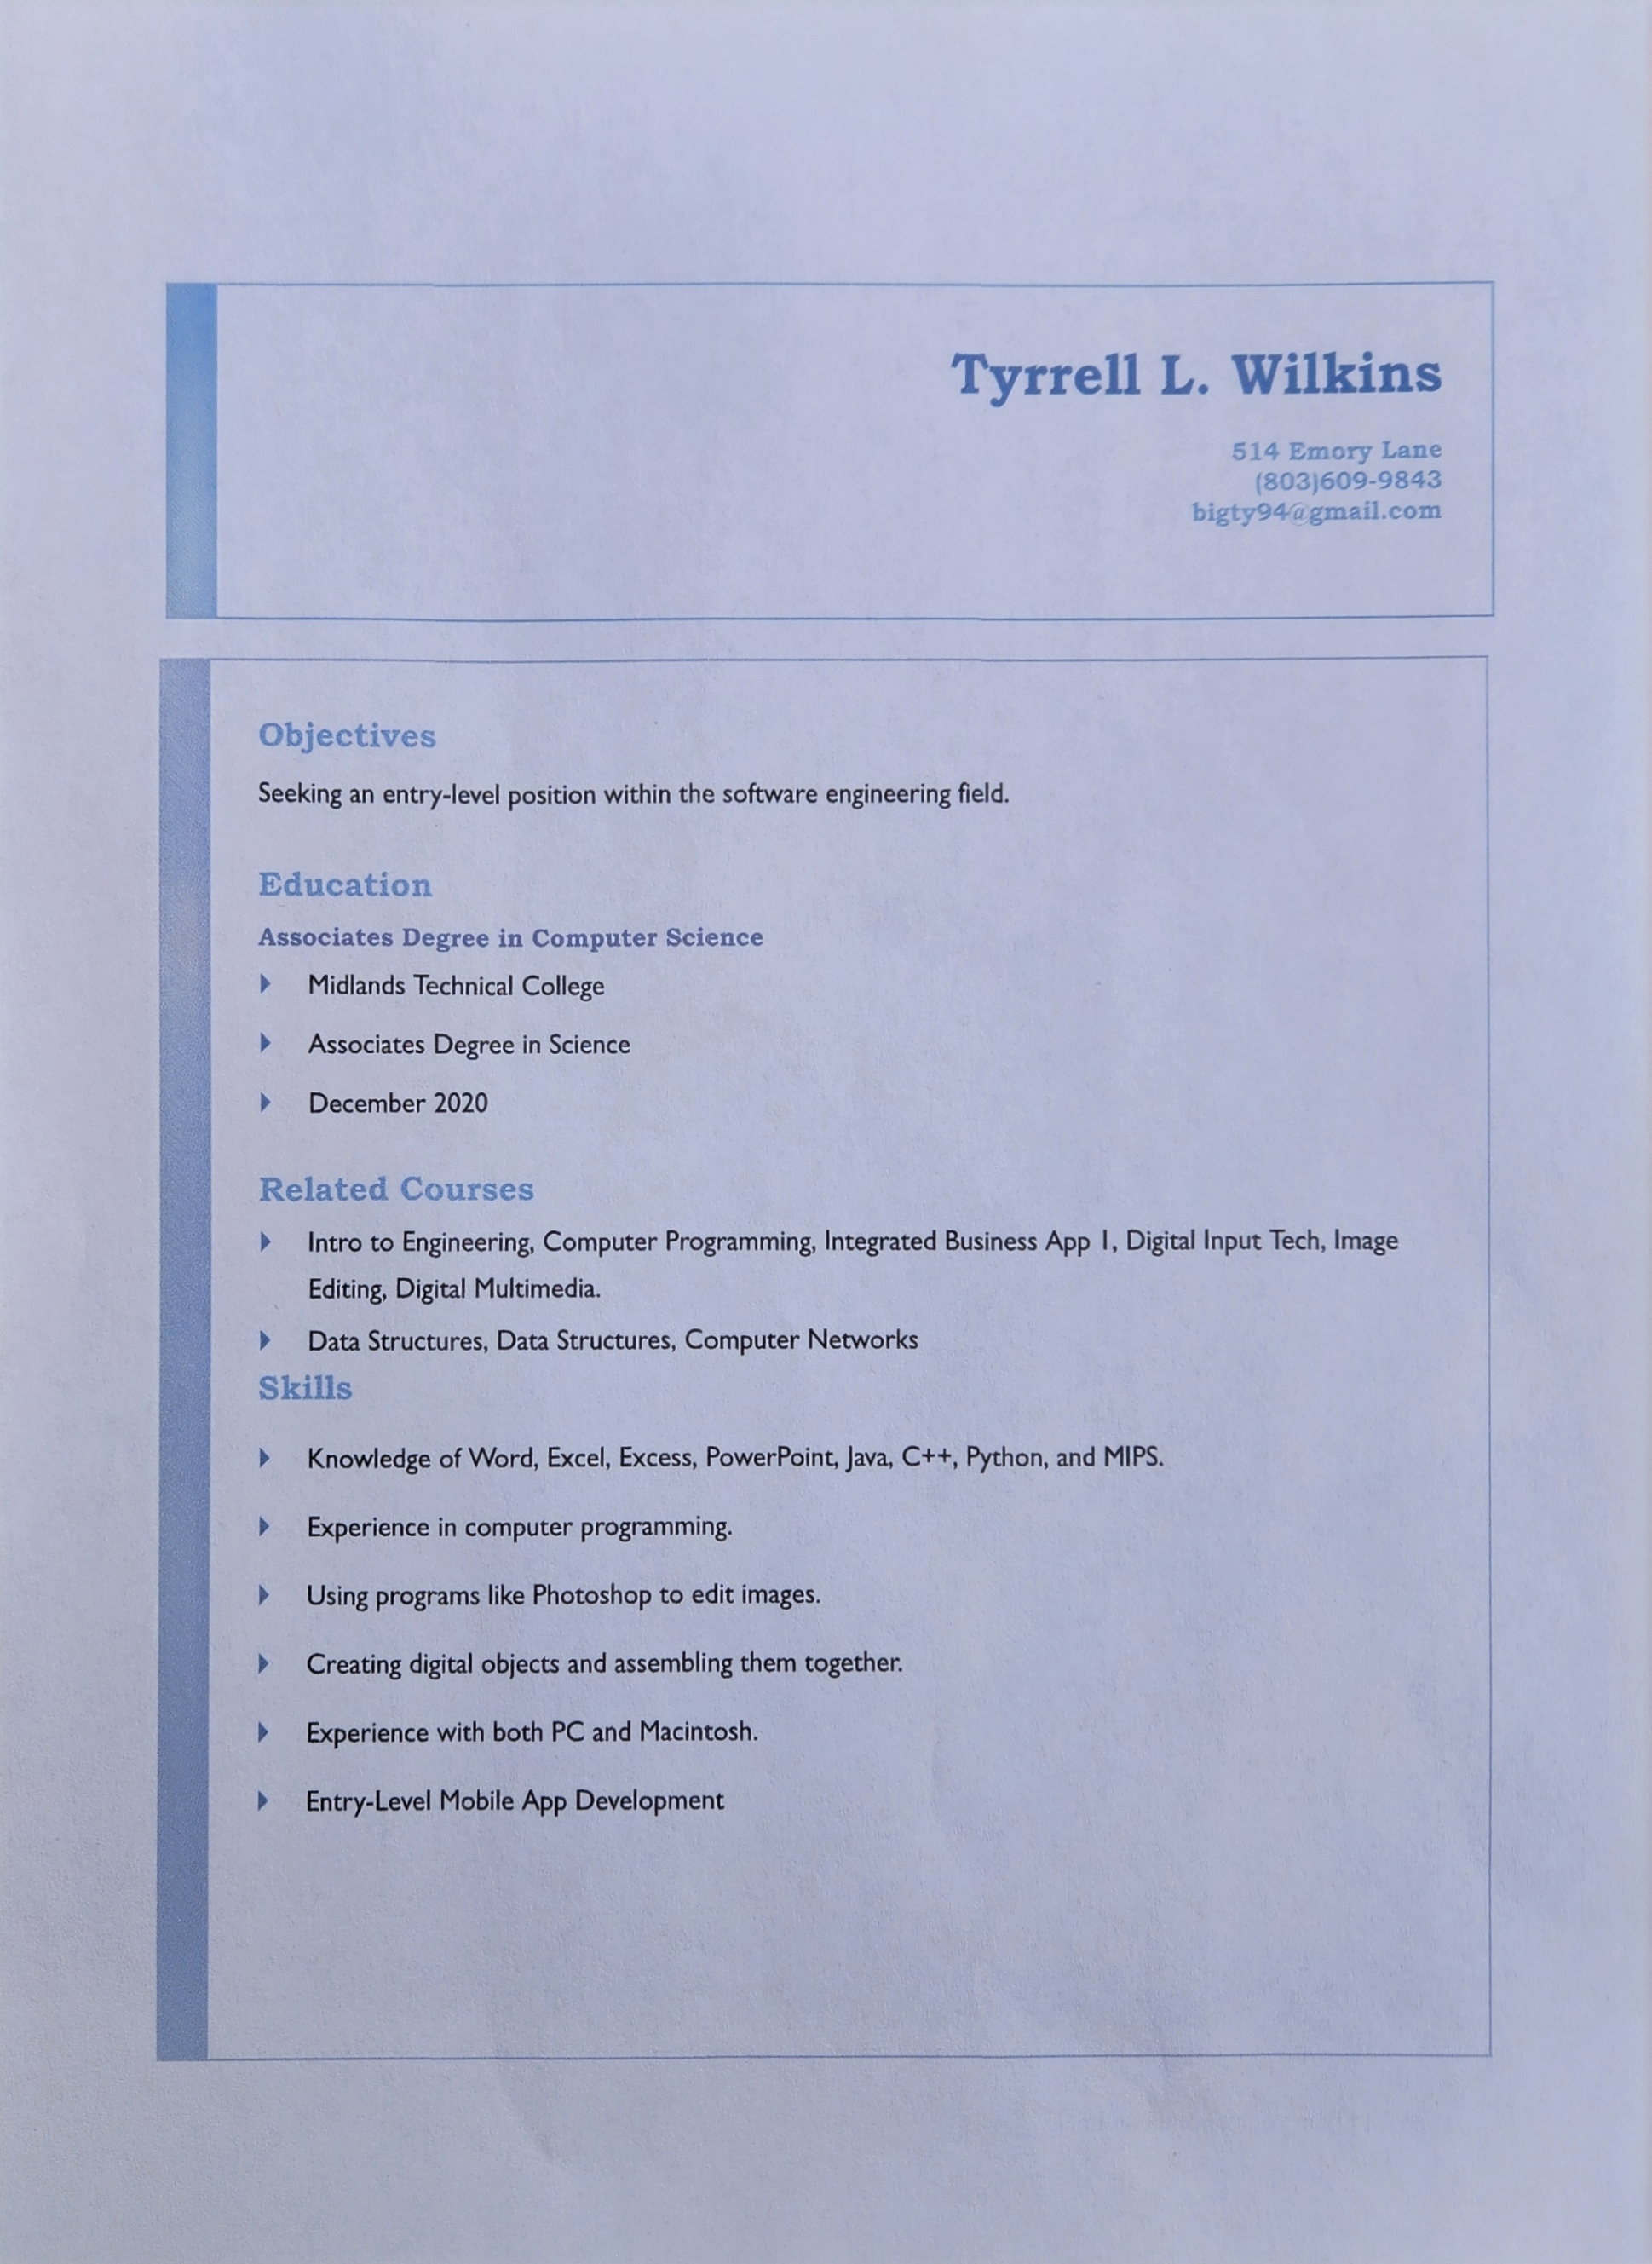 Tyrrell L. Wilkins
514 Emory Lane
(803)609-9843
bigty94@gmail.com
Objectives
Seeking an entry-level position within the software engineering field.
Education
Associates Degree in Computer Science
Midlands Technical College
Associates Degree in Science
December 2020
Related Courses
Intro to Engineering, Computer Programming, Integrated Business App 1, Digital Input Tech, Image
Editing, Digital Multimedia.
Data Structures, Data Structures, Computer Networks
Skills
Knowledge of Word, Excel, Excess, PowerPoint, Java, C++, Python, and MIPS.
Experience in computer programming.
Using programs like Photoshop to edit images.
Creating digital objects and assembling them together.
Experience with both PC and Macintosh.
Entry-Level Mobile App Development